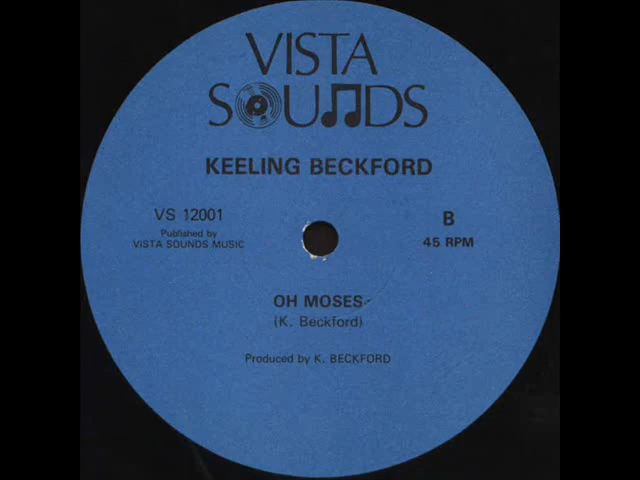 VISTA
SOUNDS
KEELING BECKFORD
VS 12001
Published by
VISTA SOUNDS MUSIC
B
45 RPM
OH MOSES
(K. Beckford)
Produced by K. BECKFORD